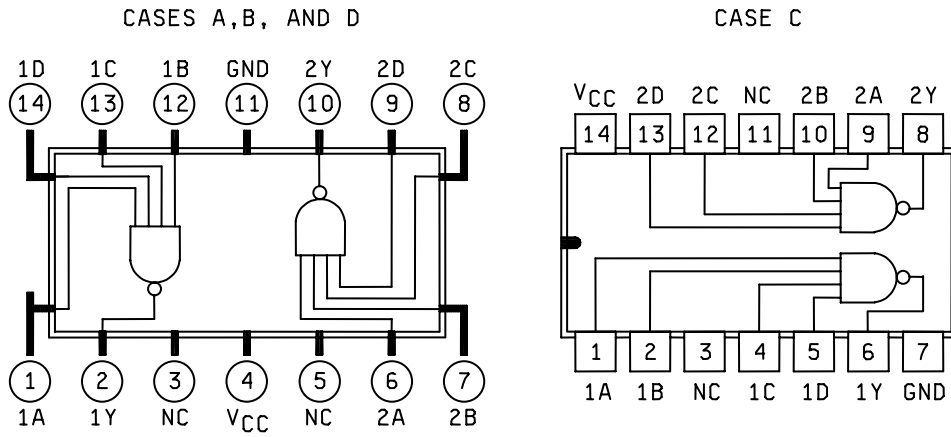 CASES A,B, AND D
1D 1C 1B GND 2Y 2D 2C
14 13 12 11 10 9 8
1 2 3 4 5 6 7
1A 1Y NC VCC NC 2A 2B
CASE C
VCC 2D 2C NC 2B 2A 2Y
14 13 12 11 10 9 8
1 2 3 4 5 6 7
1A 1B NC 1C 1D 1Y GND